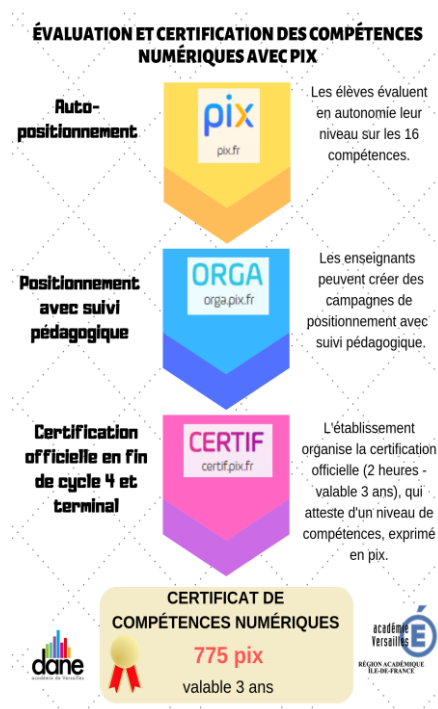 ÉVALUATION ET CERTIFICATION DES COMPÉTENCES
NUMÉRIQUES AVEC PIX
Auto-
positionnement
pix
pix.fr
Les élèves évaluent
en autonomie leur
niveau sur les 16
compétences.
Positionnement
avec suivi
pédagogique
ORGA
orga.pix.fr
Les enseignants
peuvent créer des
campagnes de
positionnement avec
suivi pédagogique.
Certification
officielle en fin
de cycle 4 et
terminal
CERTIF
certif.pix.fr
L'établissement
organise la certification
officielle (2 heures -
valable 3 ans), qui
atteste d'un niveau de
compétences, exprimé
en pix.
CERTIFICAT DE
COMPÉTENCES NUMÉRIQUES
775 pix
valable 3 ans
dane
académie de Versailles
académie
Versailles
É
RÉGION ACADÉMIQUE
ÎLE-DE-FRANCE